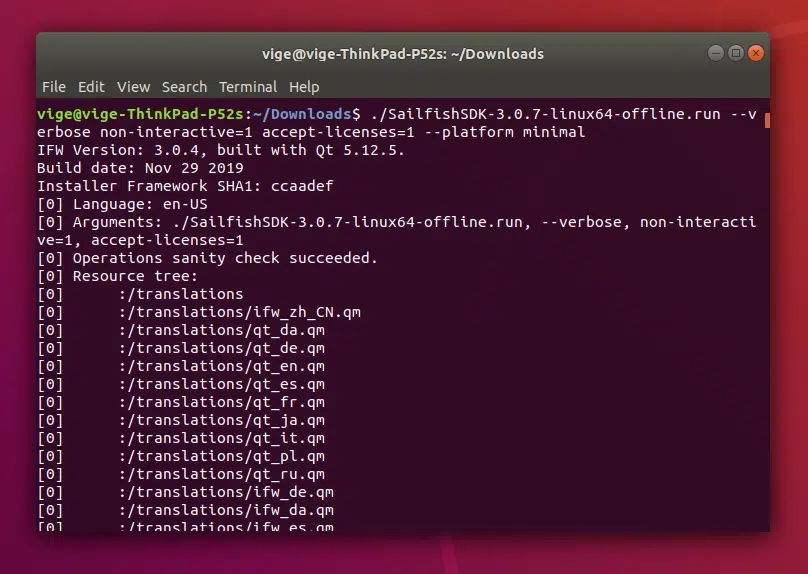 vige@vige-ThinkPad-P52s: ~/Downloads
File Edit View Search Terminal Help
vige@vige-ThinkPad-P52s:~/Downloads$ ./SailfishSDK-3.0.7-linux64-offline.run --v
erbose non-interactive=1 accept-licenses=1 --platform minimal
IFW Version: 3.0.4, built with Qt 5.12.5.
Build date: Nov 29 2019
Installer Framework SHA1: ccaadef
[0] Language: en-US
[0] Arguments: ./SailfishSDK-3.0.7-linux64-offline.run, --verbose, non-interacti
ve=1, accept-licenses=1
[0] Operations sanity check succeeded.
[0] Resource tree:
[0]      :/translations
[0]      :/translations/ifw_zh_CN.qm
[0]      :/translations/qt_da.qm
[0]      :/translations/qt_de.qm
[0]      :/translations/qt_en.qm
[0]      :/translations/qt_es.qm
[0]      :/translations/qt_fr.qm
[0]      :/translations/qt_ja.qm
[0]      :/translations/qt_it.qm
[0]      :/translations/qt_pl.qm
[0]      :/translations/qt_ru.qm
[0]      :/translations/ifw_de.qm
[0]      :/translations/ifw_da.qm
[0]      :/translations/ifw_es.qm